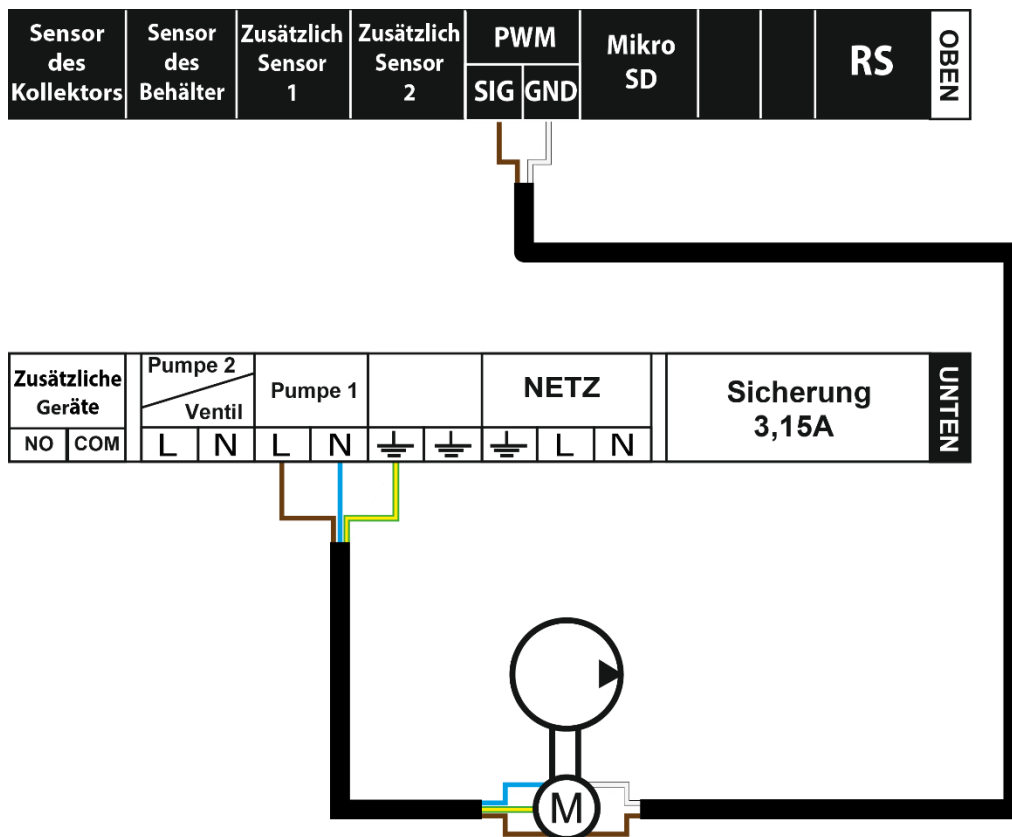 Sensor
des
Kollektors
Sensor
des
Behälter
Zusätzlich
Sensor
1
Zusätzlich
Sensor
2
PWM
SIG GND
Mikro
SD
RS
OBEN
Zusätzliche
Geräte
NO COM
Pumpe 2
Ventil
L N
Pumpe 1
L N
NETZ
L N
Sicherung
3,15A
UNTEN
M